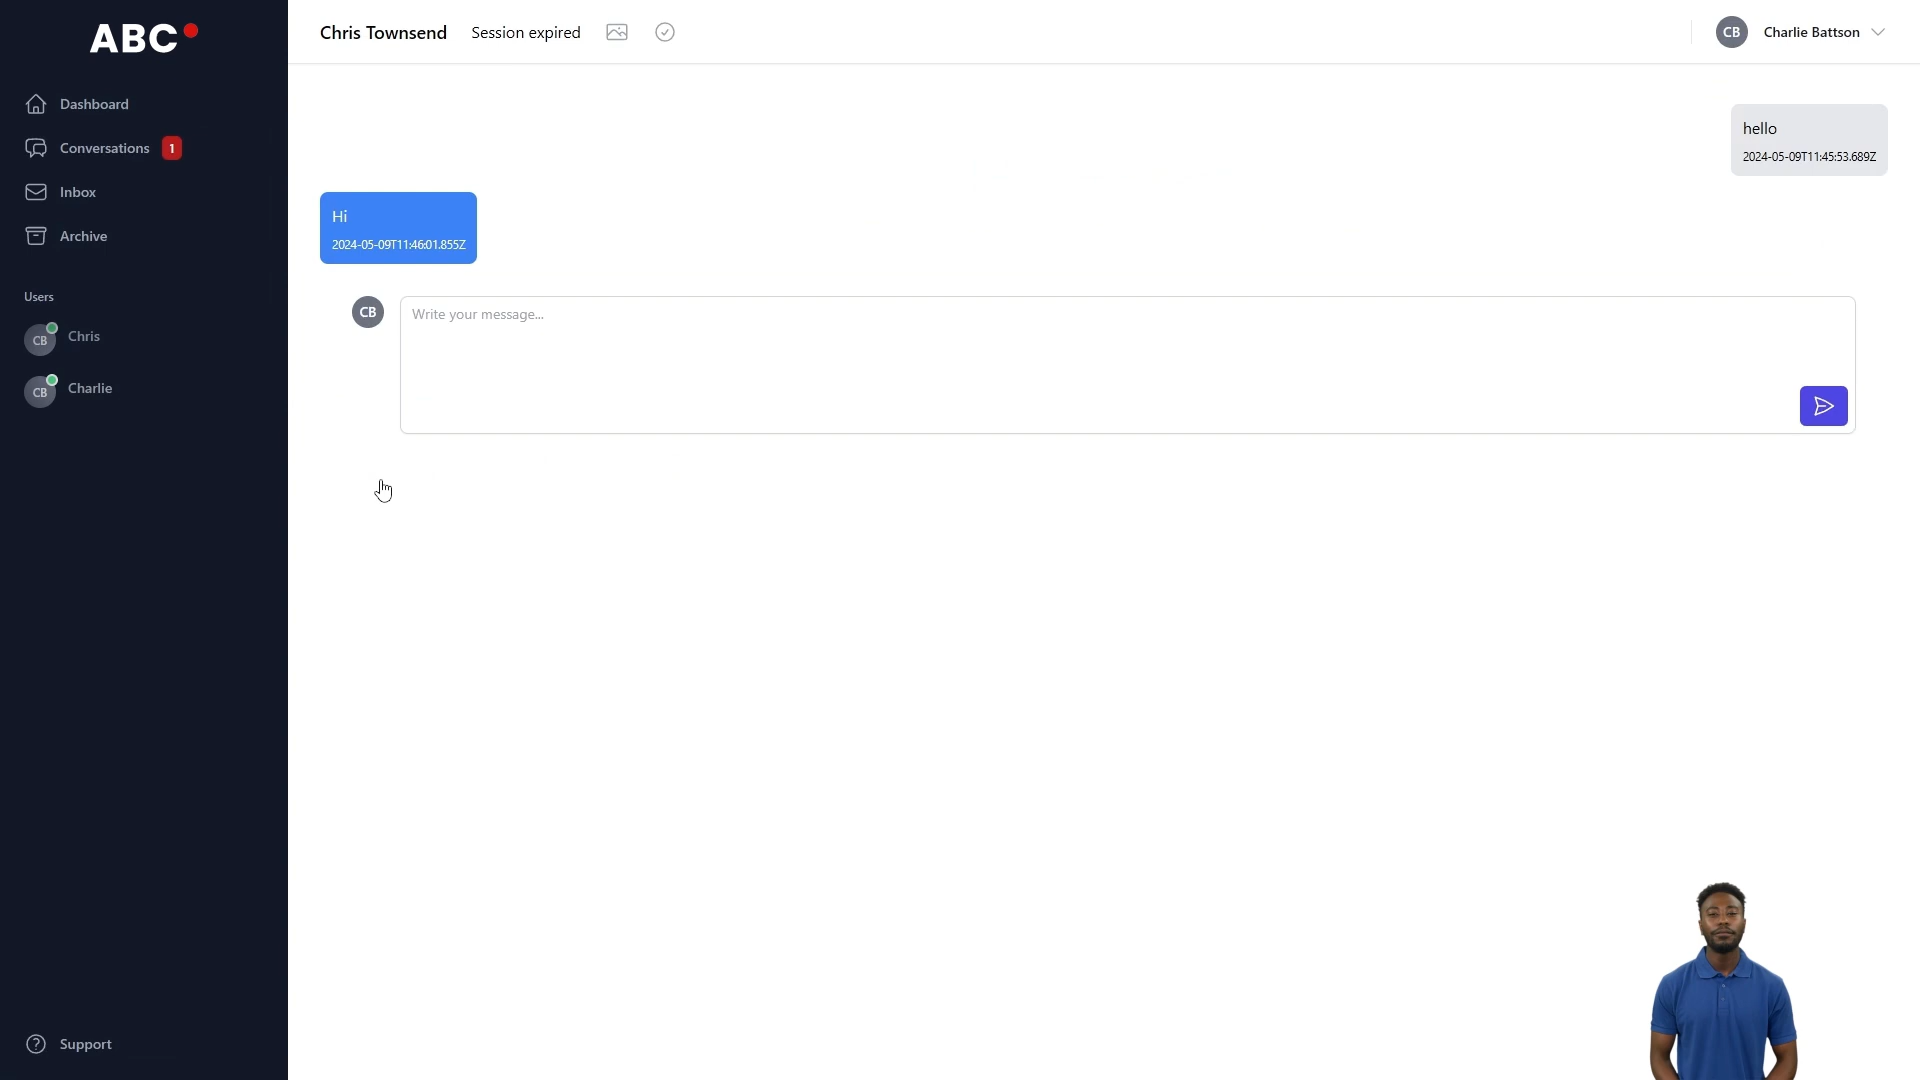 ABC
Dashboard
Conversations 1
Inbox
Archive
Users
CB Chris
CB Charlie
Support
Chris Townsend Session expired
CB Charlie Battson
hello
2024-05-09T11:45:53.689Z
Hi
2024-05-09T11:46:01.855Z
CB
Write your message...